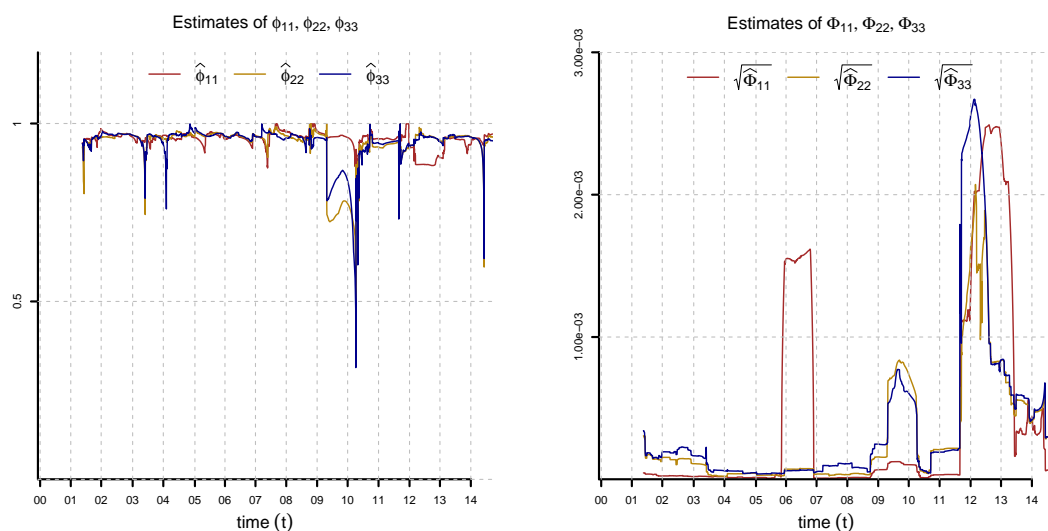 Estimates of ϕ11, ϕ22, ϕ33
ϕ̂11 ϕ̂22 ϕ̂33
1
0.5
00 01 02 03 04 05 06 07 08 09 10 11 12 13 14
time (t)
Estimates of Φ11, Φ22, Φ33
√Φ̂11 √Φ̂22 √Φ̂33
3.00e−03
2.00e−03
1.00e−03
00 01 02 03 04 05 06 07 08 09 10 11 12 13 14
time (t)